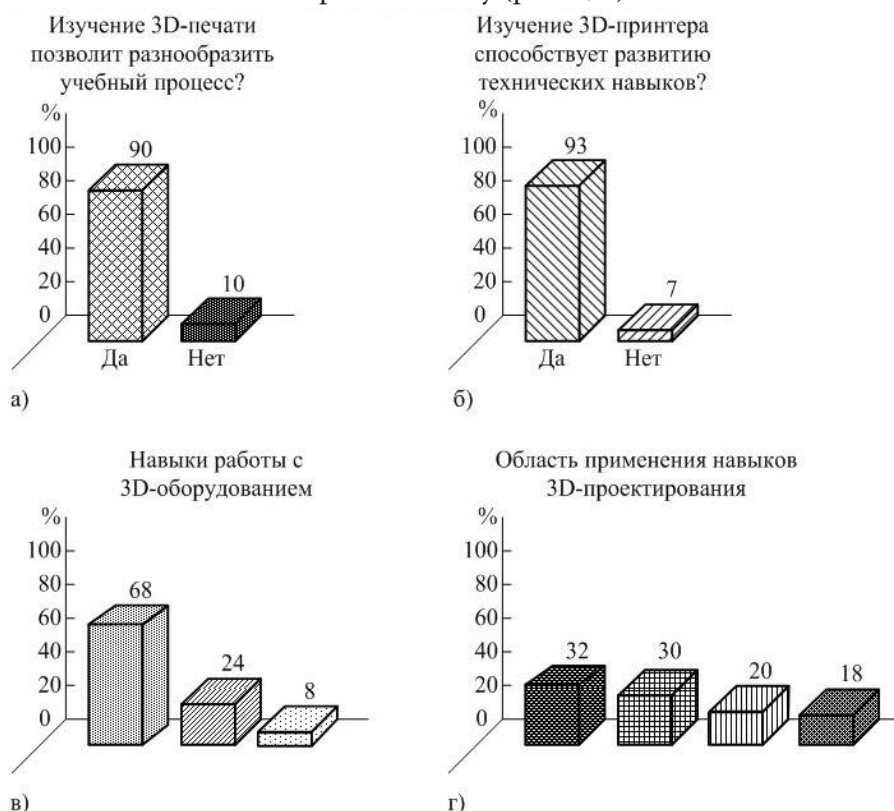 Изучение 3D-печати
позволит разнообразить
учебный процесс?
%
100
80
60
40
20
0
90
10
Да
Нет
а)
Изучение 3D-принтера
способствует развитию
технических навыков?
%
100
80
60
40
20
0
93
7
Да
Нет
б)
Навыки работы с
3D-оборудованием
%
100
80
60
40
20
0
68
24
8
в)
Область применения навыков
3D-проектирования
%
100
80
60
40
20
0
32
30
20
18
г)